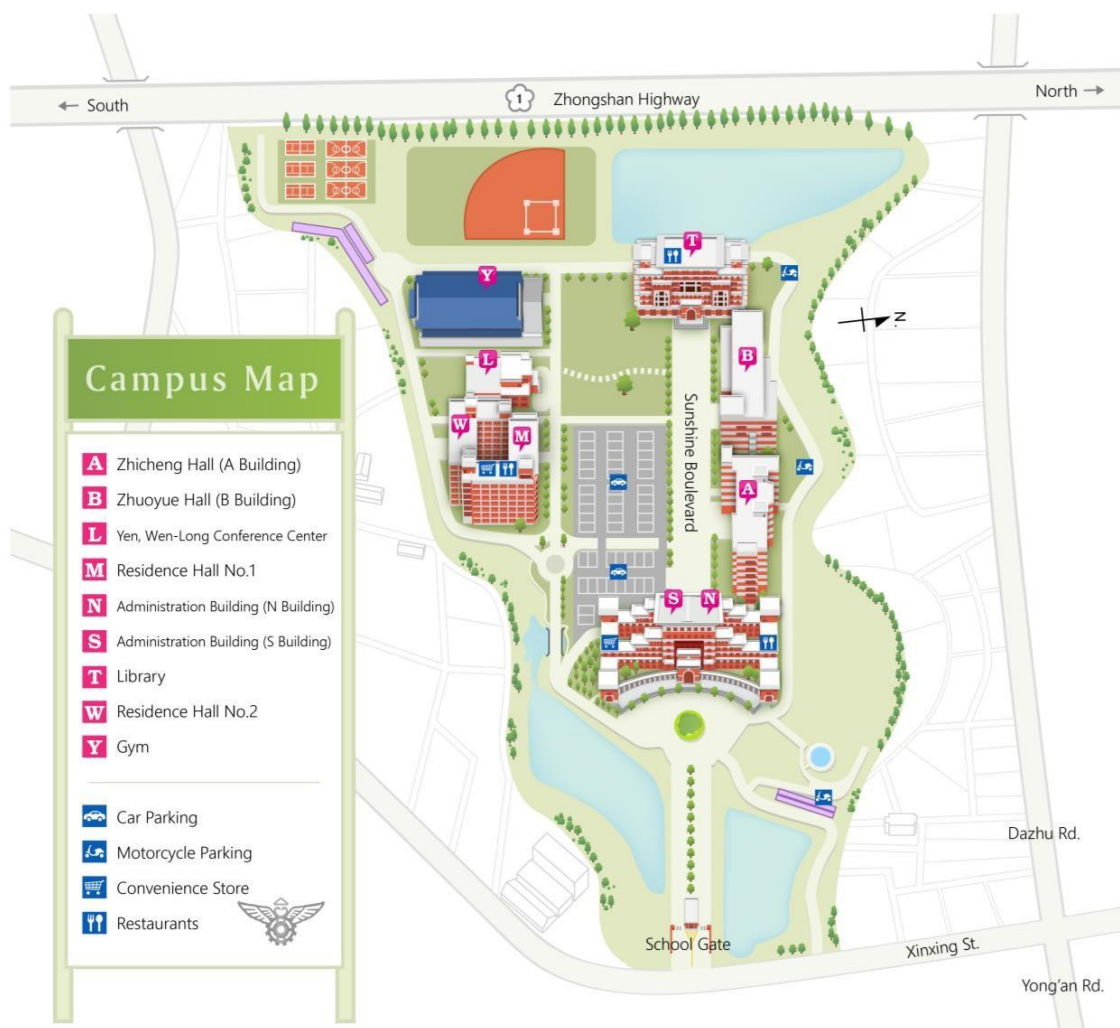 ← South
1
Zhongshan Highway
North →
T
Y
N.
B
L
W
M
Sunshine Boulevard
A
S
N
Campus Map
A Zhicheng Hall (A Building)
B Zhuoyue Hall (B Building)
L Yen, Wen-Long Conference Center
M Residence Hall No.1
N Administration Building (N Building)
S Administration Building (S Building)
T Library
W Residence Hall No.2
Y Gym
Car Parking
Motorcycle Parking
Convenience Store
Restaurants
Dazhu Rd.
School Gate
Xinxing St.
Yong'an Rd.